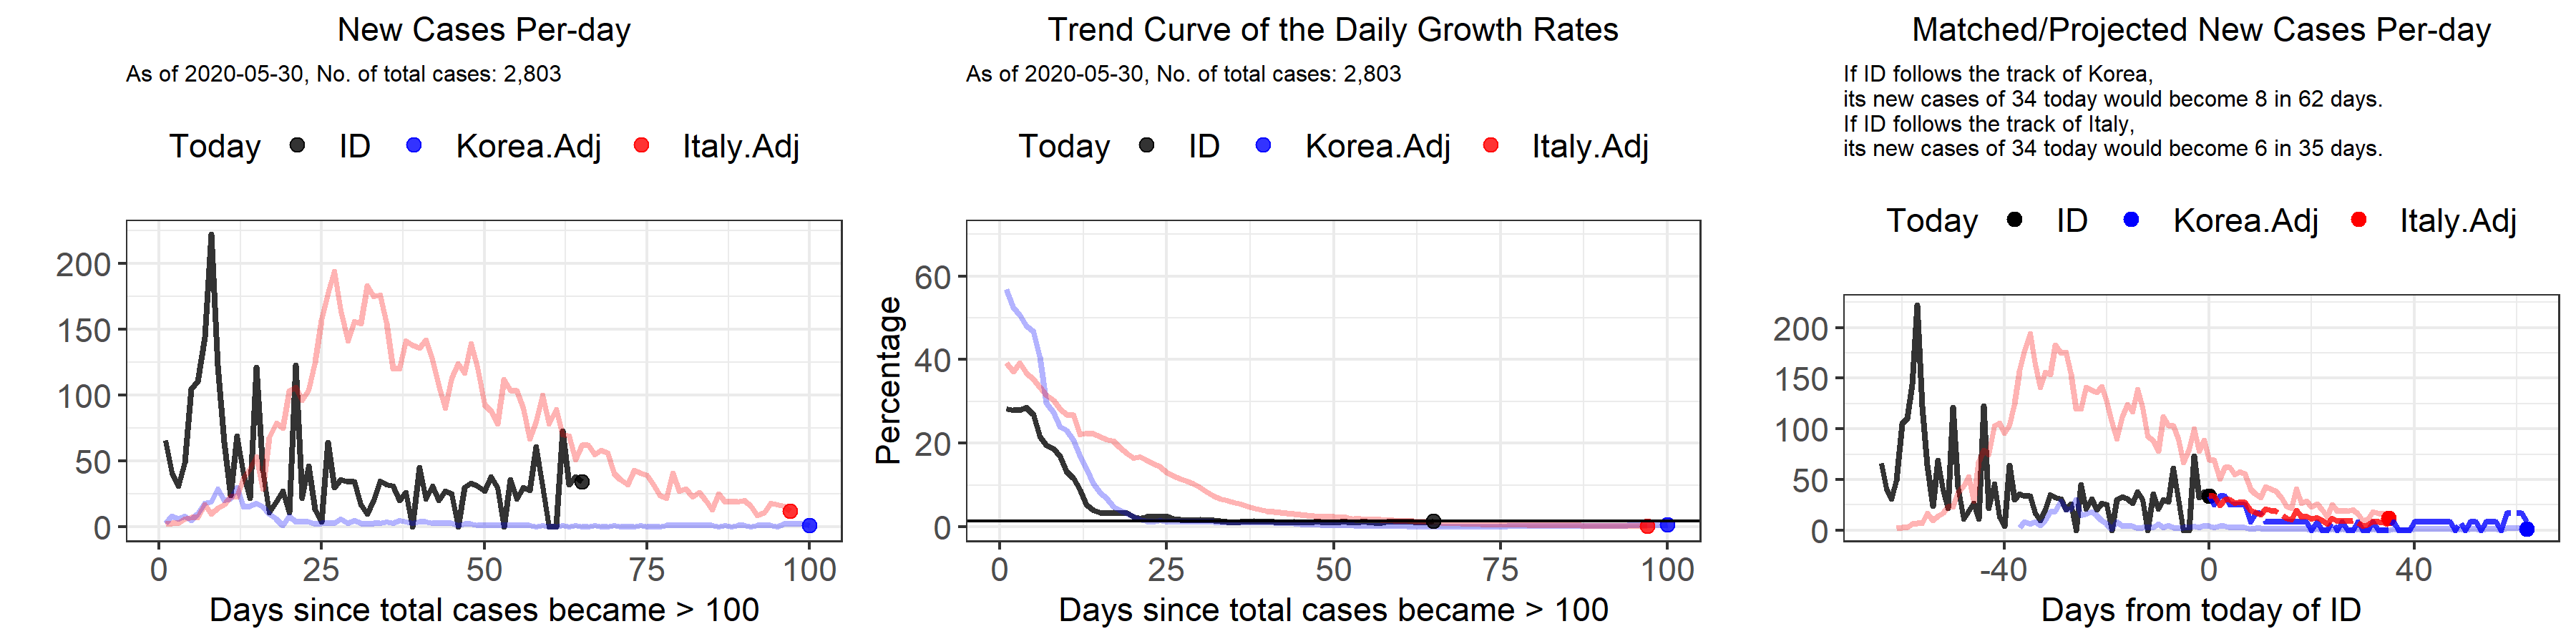 New Cases Per-day
As of 2020-05-30, No. of total cases: 2,803
Today ID Korea.Adj Italy.Adj
200
150
100
50
0
0 25 50 75 100
Days since total cases became > 100
Trend Curve of the Daily Growth Rates
As of 2020-05-30, No. of total cases: 2,803
Today ID Korea.Adj Italy.Adj
Percentage
60
40
20
0
0 25 50 75 100
Days since total cases became > 100
Matched/Projected New Cases Per-day
If ID follows the track of Korea,
its new cases of 34 today would become 8 in 62 days.
If ID follows the track of Italy,
its new cases of 34 today would become 6 in 35 days.
Today ID Korea.Adj Italy.Adj
200
150
100
50
0
-40 0 40
Days from today of ID